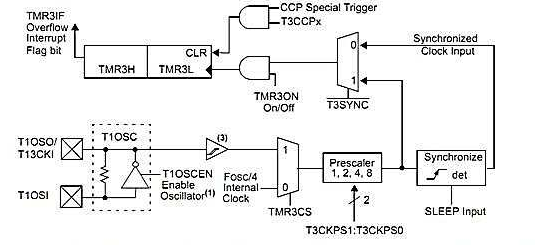 TMR3IF
Overflow
Interrupt
Flag bit
CCP Special Trigger
T3CCPx
CLR
TMR3H
TMR3L
TMR3ON
On/Off
0
1
Synchronized
Clock Input
T3SYNC
T1OSO/
T13CKI
T1OSI
T1OSC
T1OSCEN
Enable
Oscillator(1)
(3)
Fosc/4
Internal
Clock
1
0
TMR3CS
Prescaler
1, 2, 4, 8
2
T3CKPS1:T3CKPS0
Synchronize
det
SLEEP Input